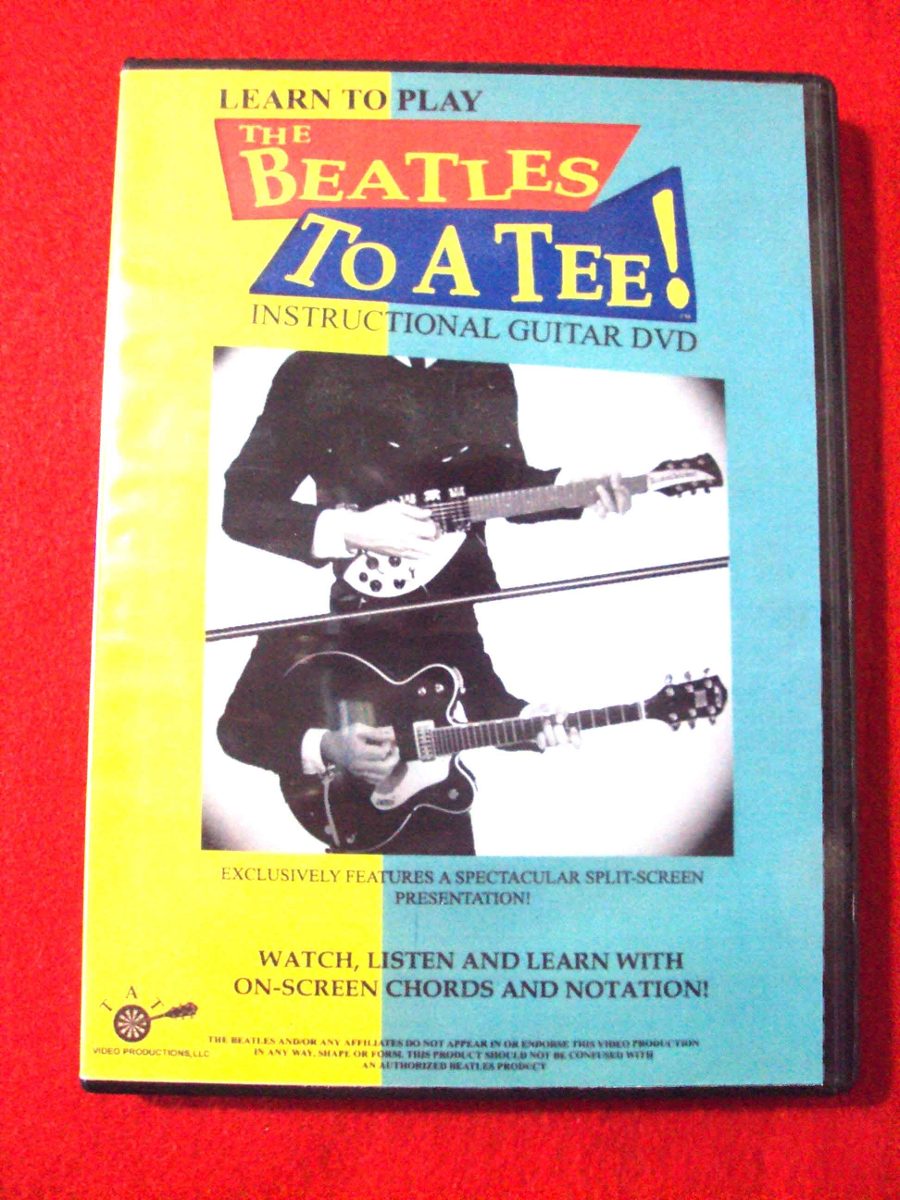 LEARN TO PLAY
THE
BEATLES
TO A TEE!
TM
INSTRUCTIONAL GUITAR DVD
EXCLUSIVELY FEATURES A SPECTACULAR SPLIT-SCREEN
PRESENTATION!
WATCH, LISTEN AND LEARN WITH
ON-SCREEN CHORDS AND NOTATION!
TAT
VIDEO PRODUCTIONS, LLC
THE BEATLES AND/OR ANY AFFILIATES DO NOT APPEAR IN OR ENDORSE THIS VIDEO PRODUCTION
IN ANY WAY, SHAPE OR FORM. THIS PRODUCT SHOULD NOT BE CONFUSED WITH
AN AUTHORIZED BEATLES PRODUCT